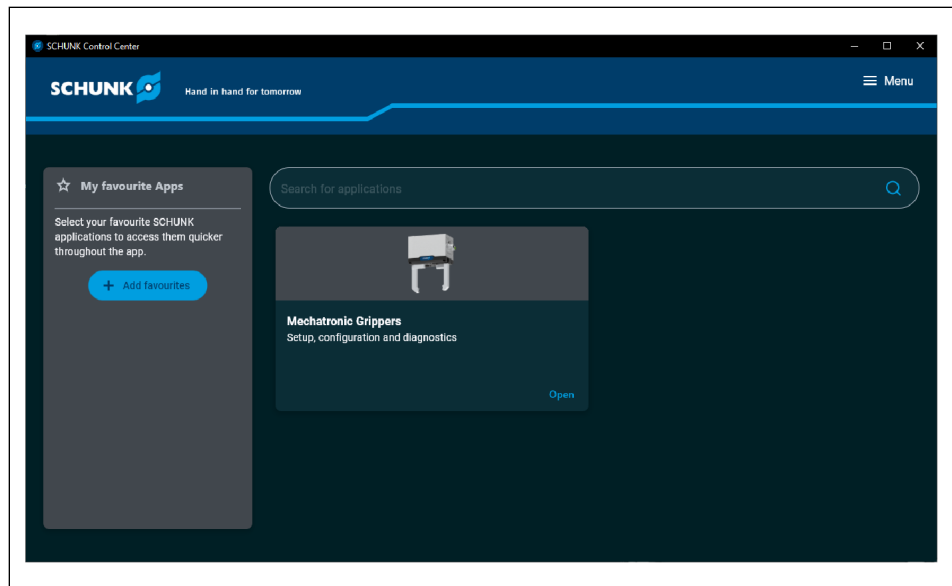 SCHUNK Control Center
SCHUNK
Hand in hand for tomorrow
Menu
My favourite Apps
Select your favourite SCHUNK
applications to access them quicker
throughout the app.
+ Add favourites
Search for applications
Mechatronic Grippers
Setup, configuration and diagnostics
Open